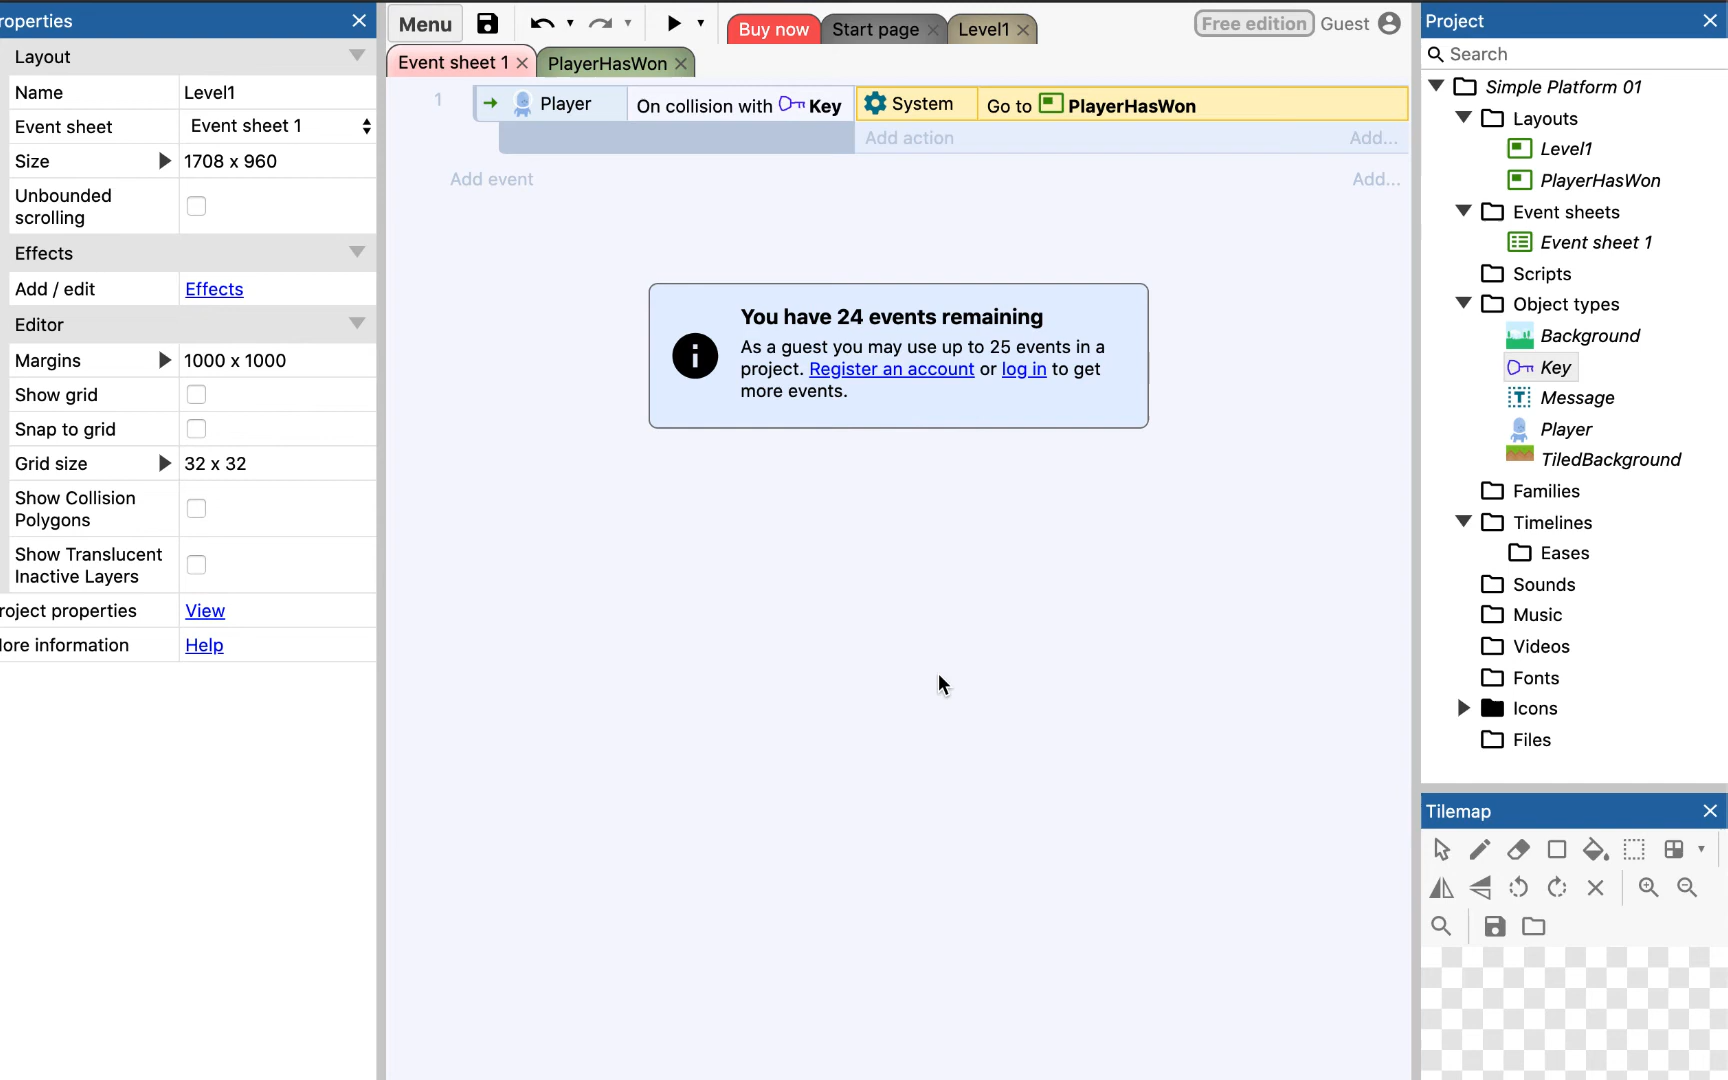 roperties
Layout
Name Level1
Event sheet Event sheet 1
Size 1708 x 960
Unbounded
scrolling
Effects
Add / edit Effects
Editor
Margins 1000 x 1000
Show grid
Snap to grid
Grid size 32 x 32
Show Collision
Polygons
Show Translucent
Inactive Layers
roject properties View
ore information Help
Menu
Buy now
Start page
Level1
Free edition
Guest
Event sheet 1
PlayerHasWon
1
Player
On collision with Key
System
Go to PlayerHasWon
Add action
Add...
Add event
Add...
You have 24 events remaining
As a guest you may use up to 25 events in a
project. Register an account or log in to get
more events.
Project
Search
Simple Platform 01
Layouts
Level1
PlayerHasWon
Event sheets
Event sheet 1
Scripts
Object types
Background
Key
Message
Player
TiledBackground
Families
Timelines
Eases
Sounds
Music
Videos
Fonts
Icons
Files
Tilemap